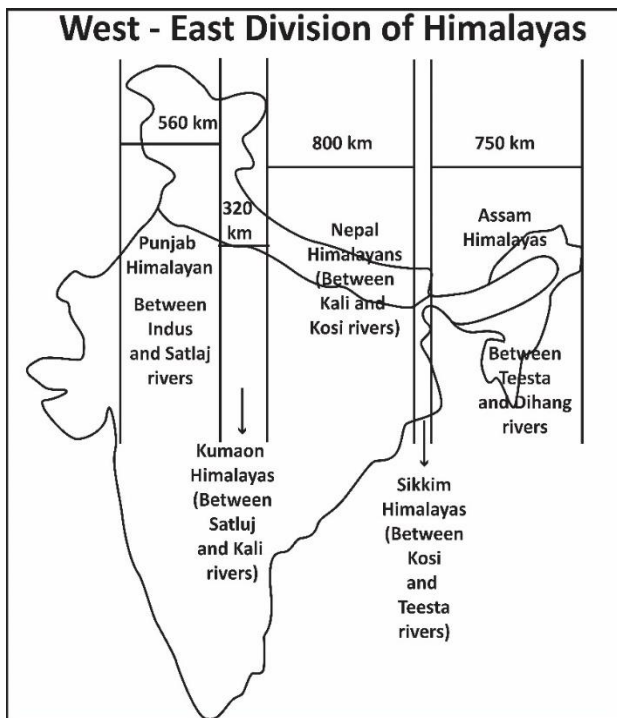 West - East Division of Himalayas
560 km
800 km
750 km
320
km
Punjab
Himalayan
Between
Indus
and Satlaj
rivers
Nepal
Himalayans
(Between
Kali and
Kosi rivers)
Assam
Himalayas
Between
Teesta
and Dihang
rivers
Kumaon
Himalayas
(Between
Satluj
and Kali
rivers)
Sikkim
Himalayas
(Between
Kosi
and
Teesta
rivers)